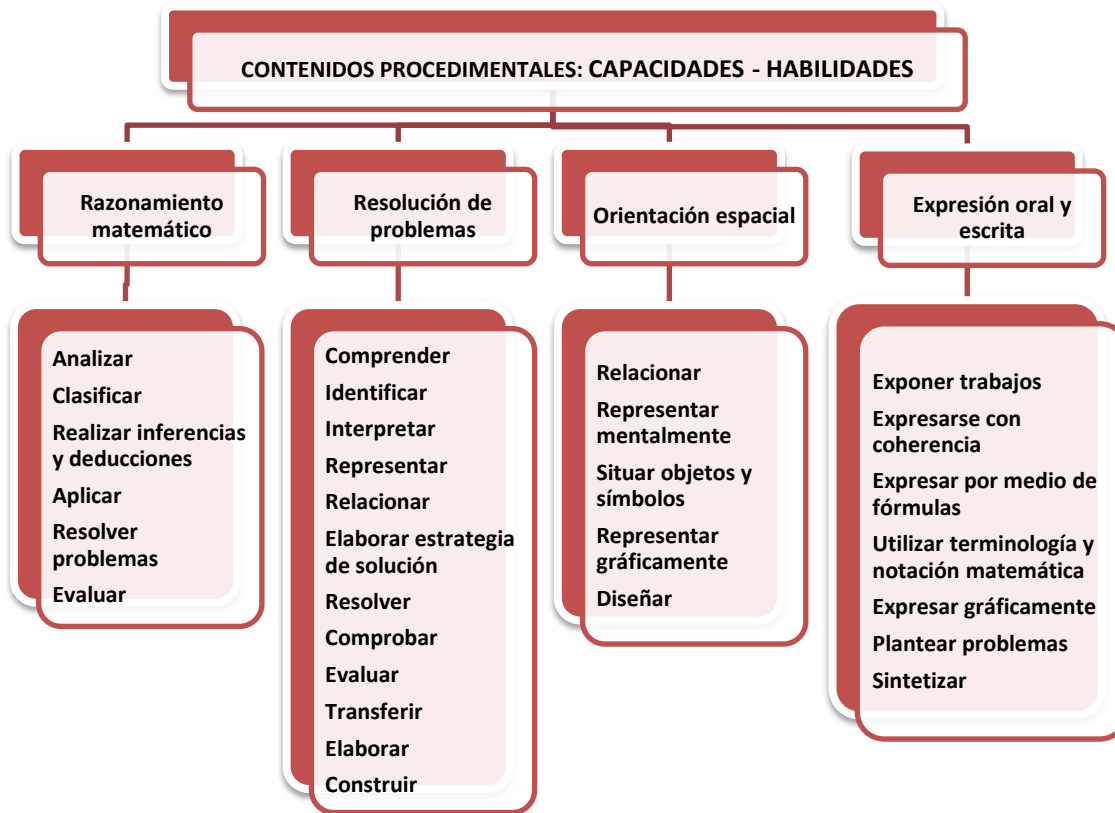 CONTENIDOS PROCEDIMENTALES: CAPACIDADES - HABILIDADES
Razonamiento
matemático
Resolución de
problemas
Orientación espacial
Expresión oral y
escrita
Analizar
Clasificar
Realizar inferencias
y deducciones
Aplicar
Resolver
problemas
Evaluar
Comprender
Identificar
Interpretar
Representar
Relacionar
Elaborar estrategia
de solución
Resolver
Comprobar
Evaluar
Transferir
Elaborar
Construir
Relacionar
Representar
mentalmente
Situar objetos y
símbolos
Representar
gráficamente
Diseñar
Exponer trabajos
Expresarse con
coherencia
Expresar por medio de
fórmulas
Utilizar terminología y
notación matemática
Expresar gráficamente
Plantear problemas
Sintetizar